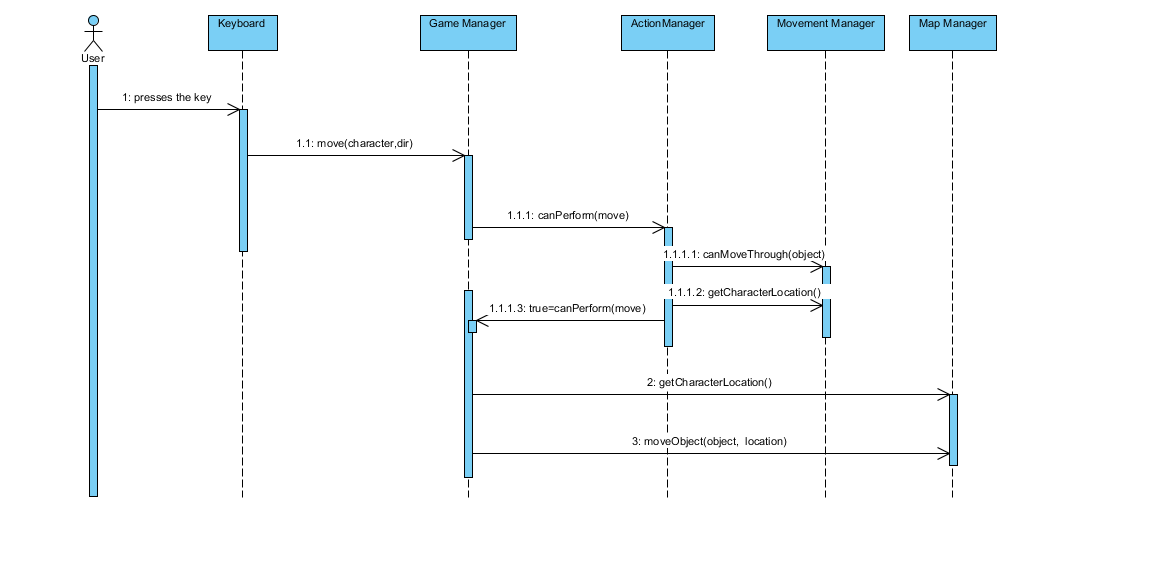 Keyboard
Game Manager
ActionManager
Movement Manager
Map Manager
User
1: presses the key
1.1: move(character,dir)
1.1.1: canPerform(move)
1.1.1.1: canMoveThrough(object)
1.1.1.2: getCharacterLocation()
1.1.1.3: true=canPerform(move)
2: getCharacterLocation()
3: moveObject(object, location)